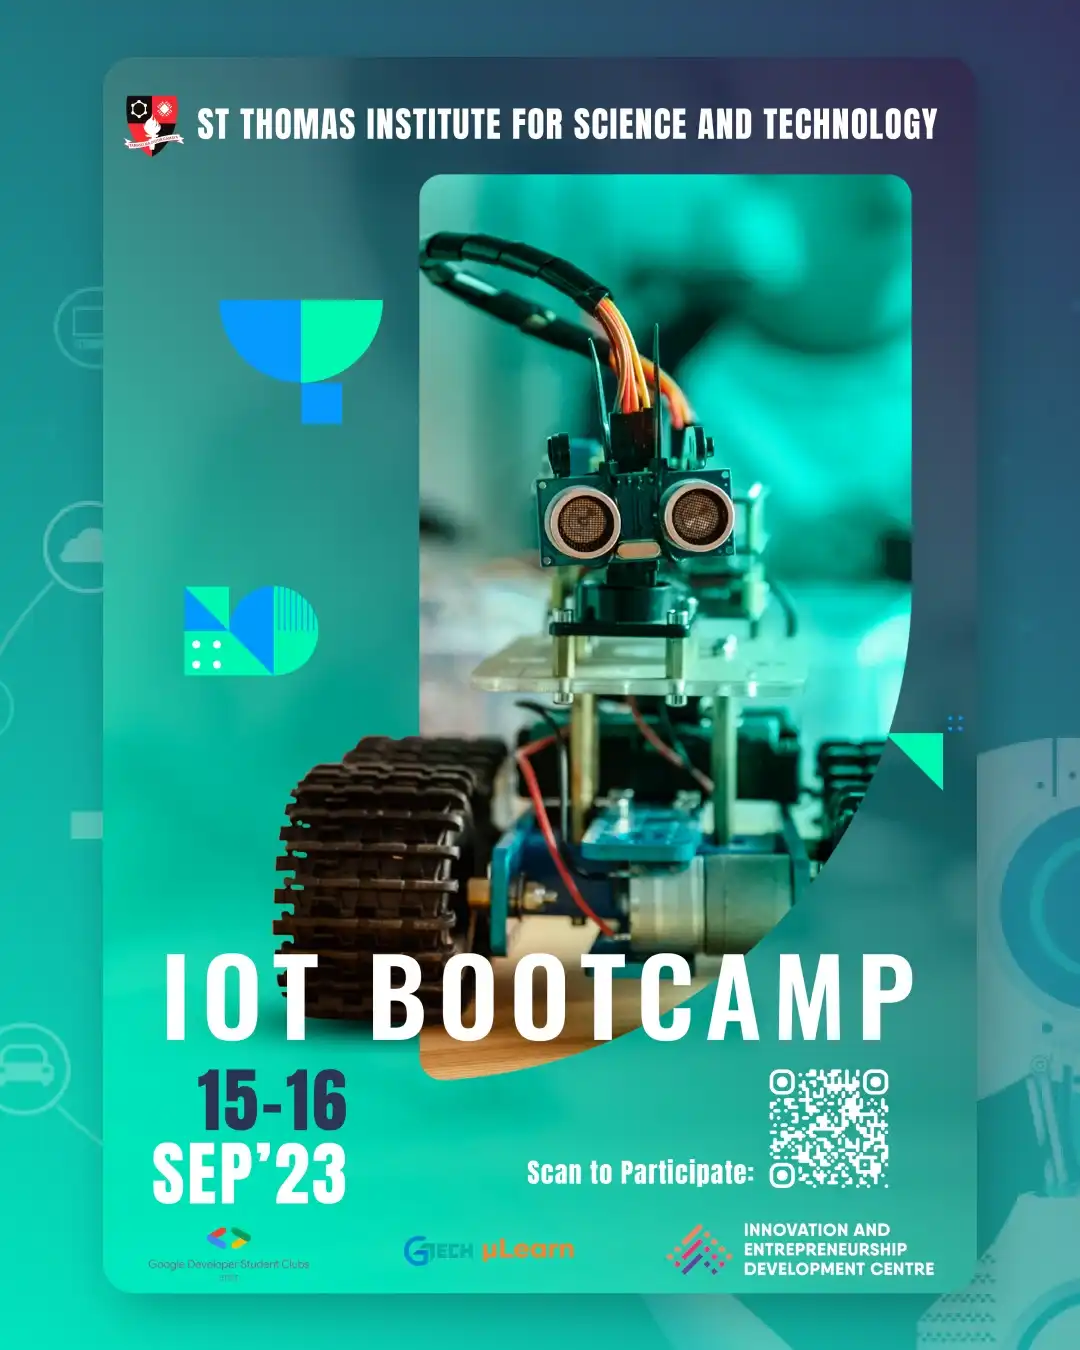 ST THOMAS INSTITUTE FOR SCIENCE AND TECHNOLOGY
IOT BOOTCAMP
15-16
SEP'23
Scan to Participate:
Google Developer Student Clubs
GTECH µLearn
INNOVATION AND
ENTREPRENEURSHIP
DEVELOPMENT CENTRE